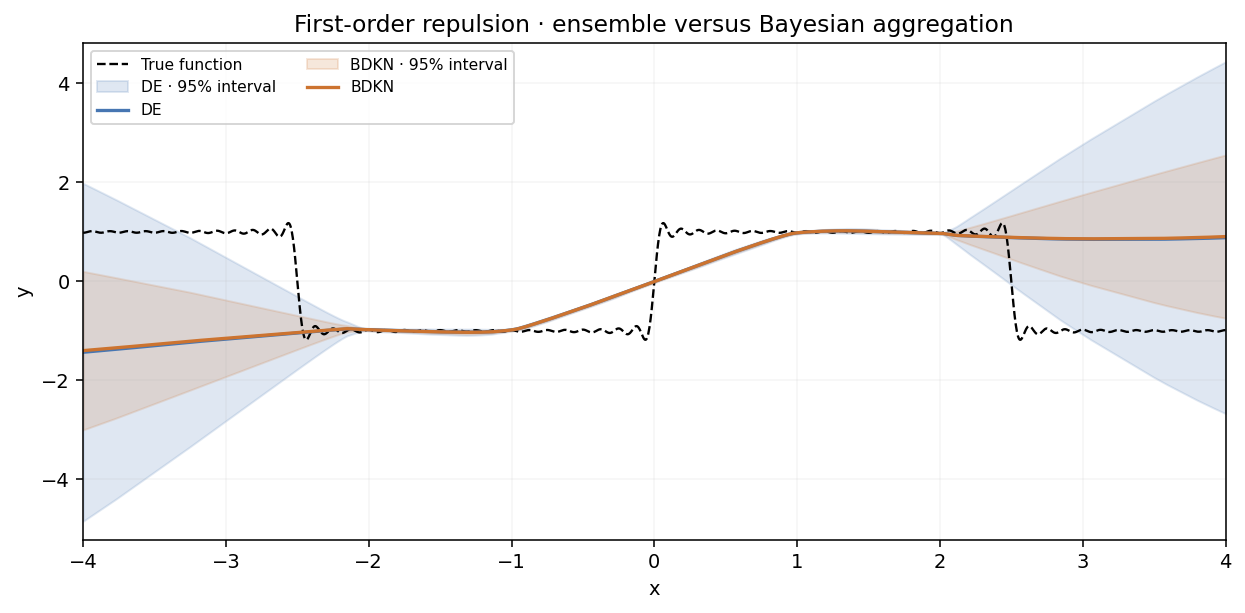 First-order repulsion · ensemble versus Bayesian aggregation
True function
DE · 95% interval
DE
BDKN · 95% interval
BDKN
y
4
2
0
−2
−4
−4
−3
−2
−1
0
1
2
3
4
x